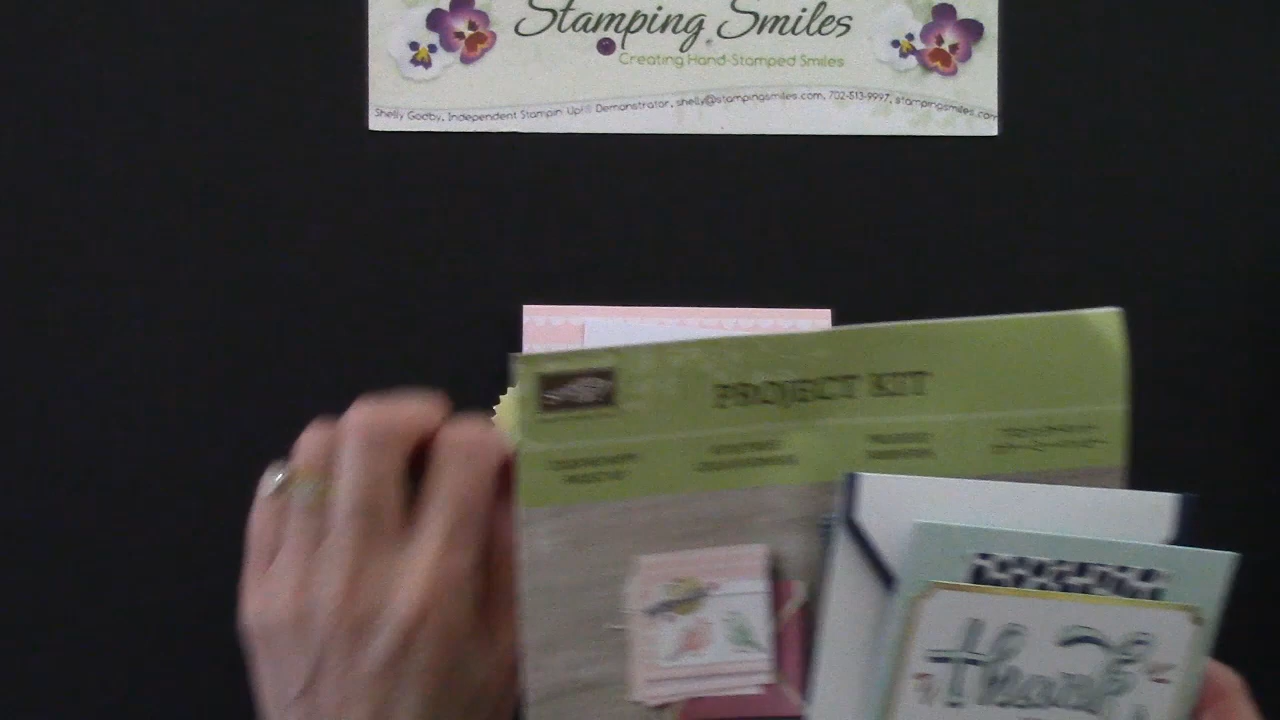 Stamping Smiles
Creating Hand-Stamped Smiles
Shelly Godby, Independent Stampin' Up!® Demonstrator, shelly@stampingsmiles.com, 702-513-9997, stampingsmiles.com
PROJECT KIT
thank